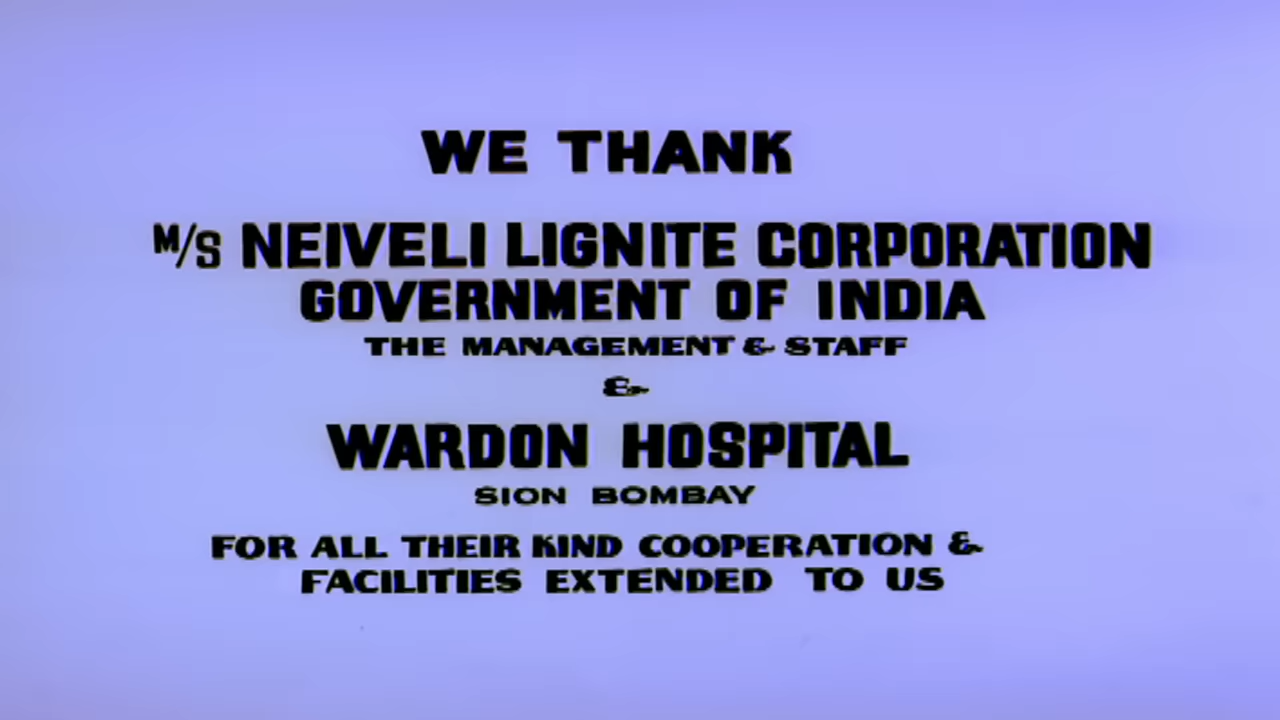 WE THANK
M/S NEIVELI LIGNITE CORPORATION
GOVERNMENT OF INDIA
THE MANAGEMENT & STAFF
&
WARDON HOSPITAL
SION BOMBAY
FOR ALL THEIR KIND COOPERATION &
FACILITIES EXTENDED TO US